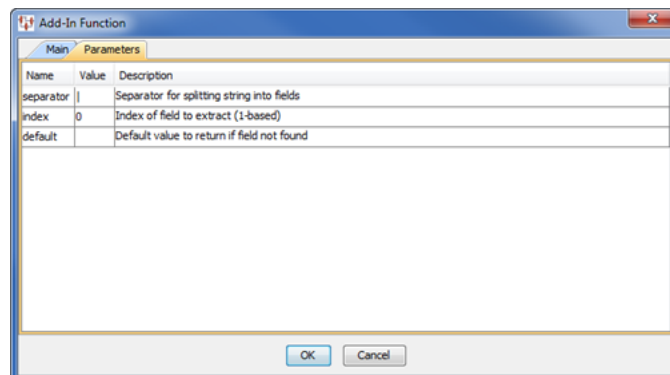 Add-In Function
Main Parameters
Name Value Description
separator | Separator for splitting string into fields
index 0 Index of field to extract (1-based)
default Default value to return if field not found
OK Cancel